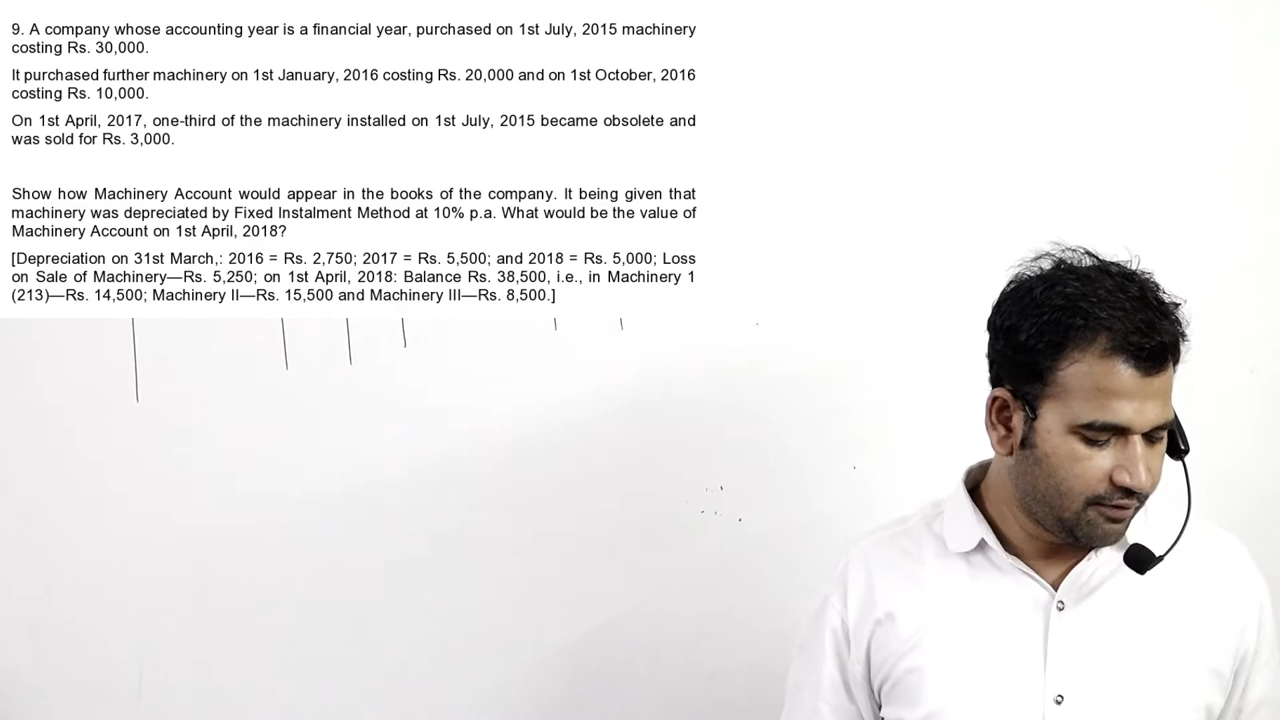 9. A company whose accounting year is a financial year, purchased on 1st July, 2015 machinery
costing Rs. 30,000.
It purchased further machinery on 1st January, 2016 costing Rs. 20,000 and on 1st October, 2016
costing Rs. 10,000.
On 1st April, 2017, one-third of the machinery installed on 1st July, 2015 became obsolete and
was sold for Rs. 3,000.
Show how Machinery Account would appear in the books of the company. It being given that
machinery was depreciated by Fixed Instalment Method at 10% p.a. What would be the value of
Machinery Account on 1st April, 2018?
[Depreciation on 31st March,: 2016 = Rs. 2,750; 2017 = Rs. 5,500; and 2018 = Rs. 5,000; Loss
on Sale of Machinery—Rs. 5,250; on 1st April, 2018: Balance Rs. 38,500, i.e., in Machinery 1
(213)—Rs. 14,500; Machinery II—Rs. 15,500 and Machinery III—Rs. 8,500.]